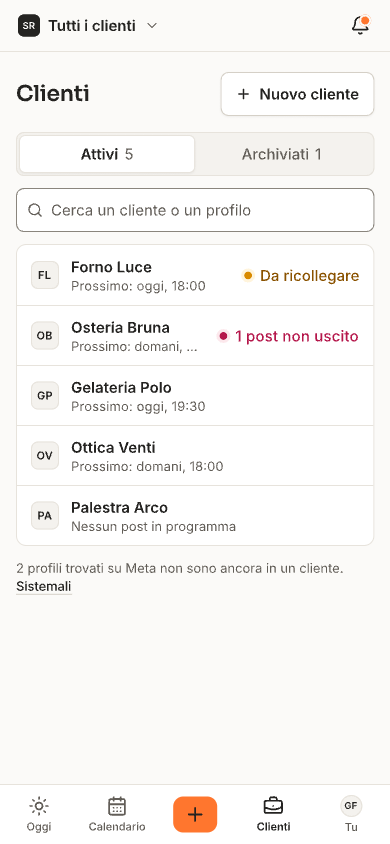 SR Tutti i clienti
Clienti
+ Nuovo cliente
Attivi 5
Archiviati 1
Cerca un cliente o un profilo
FL
Forno Luce
Prossimo: oggi, 18:00
Da ricollegare
OB
Osteria Bruna
Prossimo: domani, ...
1 post non uscito
GP
Gelateria Polo
Prossimo: oggi, 19:30
OV
Ottica Venti
Prossimo: domani, 18:00
PA
Palestra Arco
Nessun post in programma
2 profili trovati su Meta non sono ancora in un cliente.
Sistemali
Oggi
Calendario
Clienti
GF
Tu